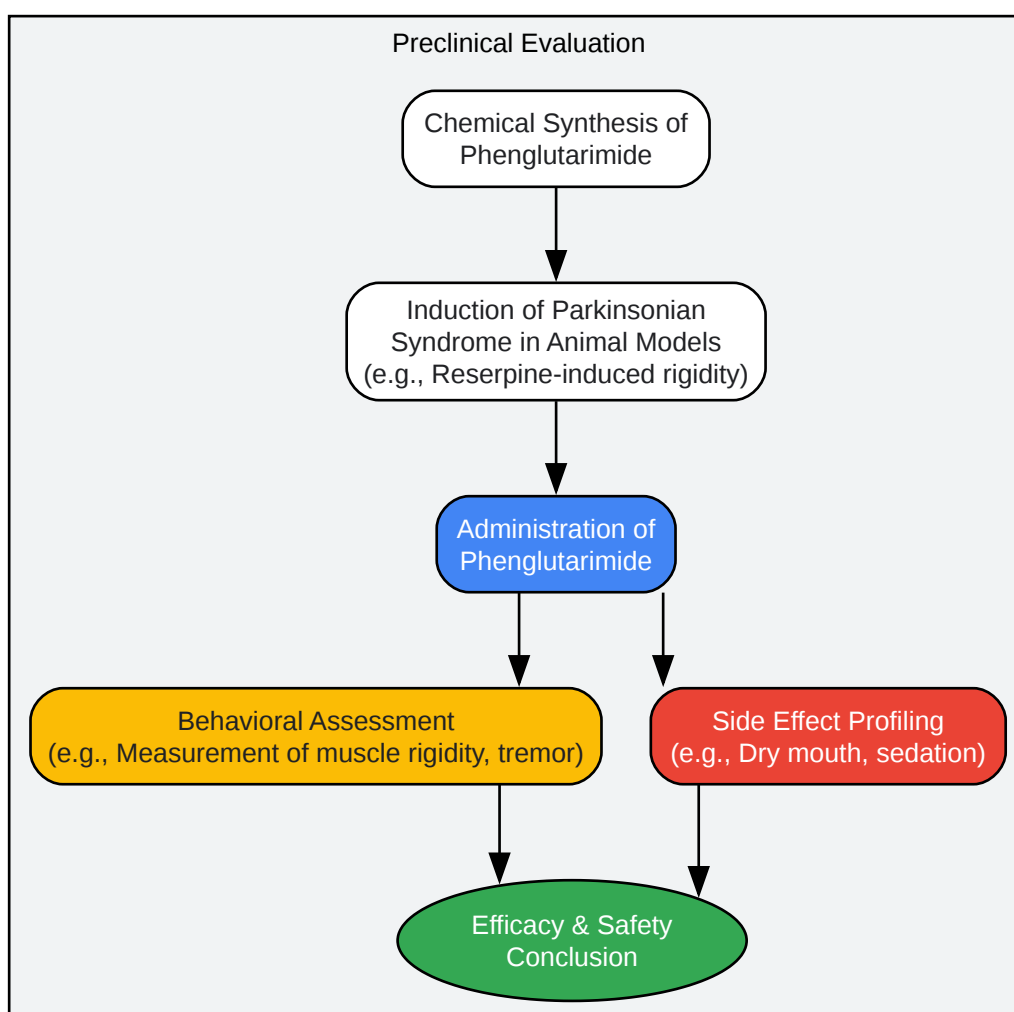 Preclinical Evaluation
Chemical Synthesis of
Phenglutarimide
Induction of Parkinsonian
Syndrome in Animal Models
(e.g., Reserpine-induced rigidity)
Administration of
Phenglutarimide
Behavioral Assessment
(e.g., Measurement of muscle rigidity, tremor)
Side Effect Profiling
(e.g., Dry mouth, sedation)
Efficacy & Safety
Conclusion